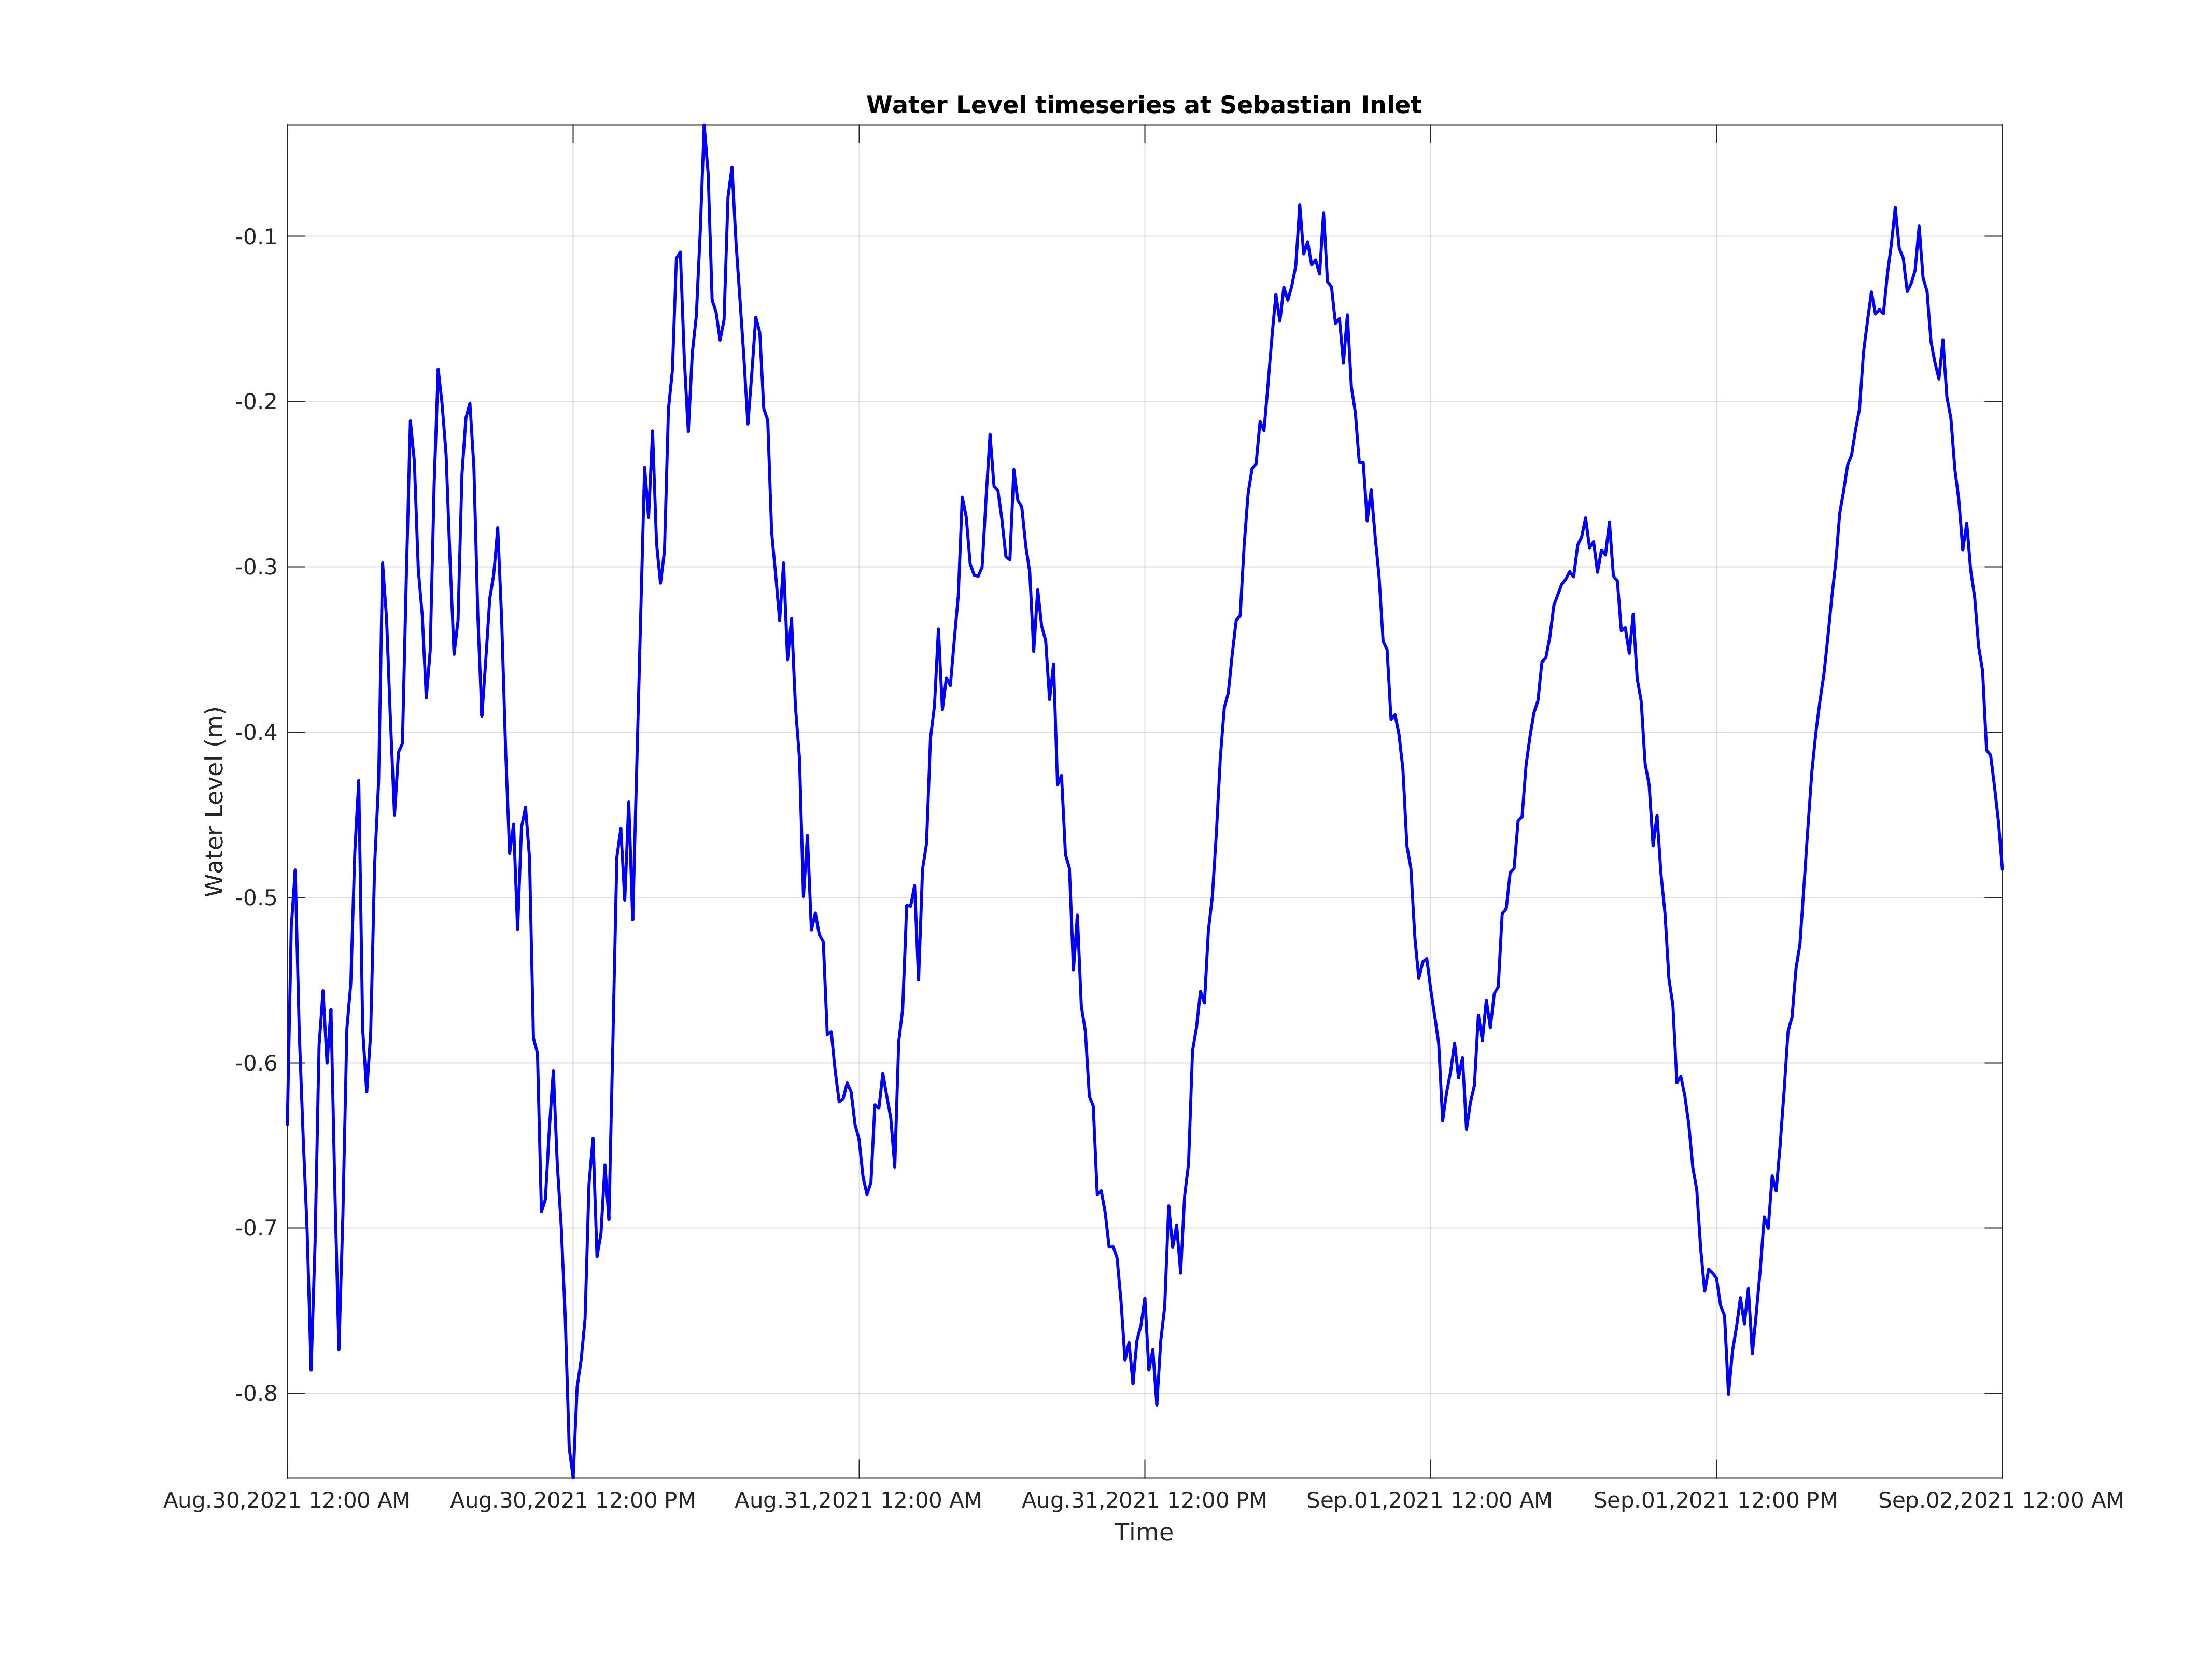 Water Level timeseries at Sebastian Inlet
-0.1
-0.2
-0.3
-0.4
-0.5
-0.6
-0.7
-0.8
Water Level (m)
Aug.30,2021 12:00 AM
Aug.30,2021 12:00 PM
Aug.31,2021 12:00 AM
Aug.31,2021 12:00 PM
Sep.01,2021 12:00 AM
Sep.01,2021 12:00 PM
Sep.02,2021 12:00 AM
Time